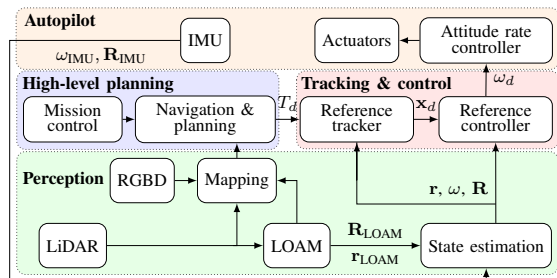 Autopilot
IMU
Actuators
Attitude rate
controller
ω_IMU, R_IMU
ω_d
High-level planning
Tracking & control
Mission
control
Navigation &
planning
T_d
Reference
tracker
x_d
Reference
controller
Perception
RGBD
Mapping
r, ω, R
LiDAR
LOAM
R_LOAM
r_LOAM
State estimation